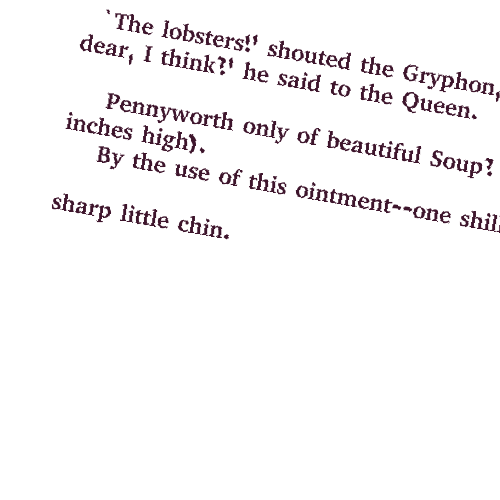 `The lobsters!' shouted the Gryphon,
dear, I think?' he said to the Queen.
Pennyworth only of beautiful Soup?
inches high).
By the use of this ointment--one
sharp little chin.